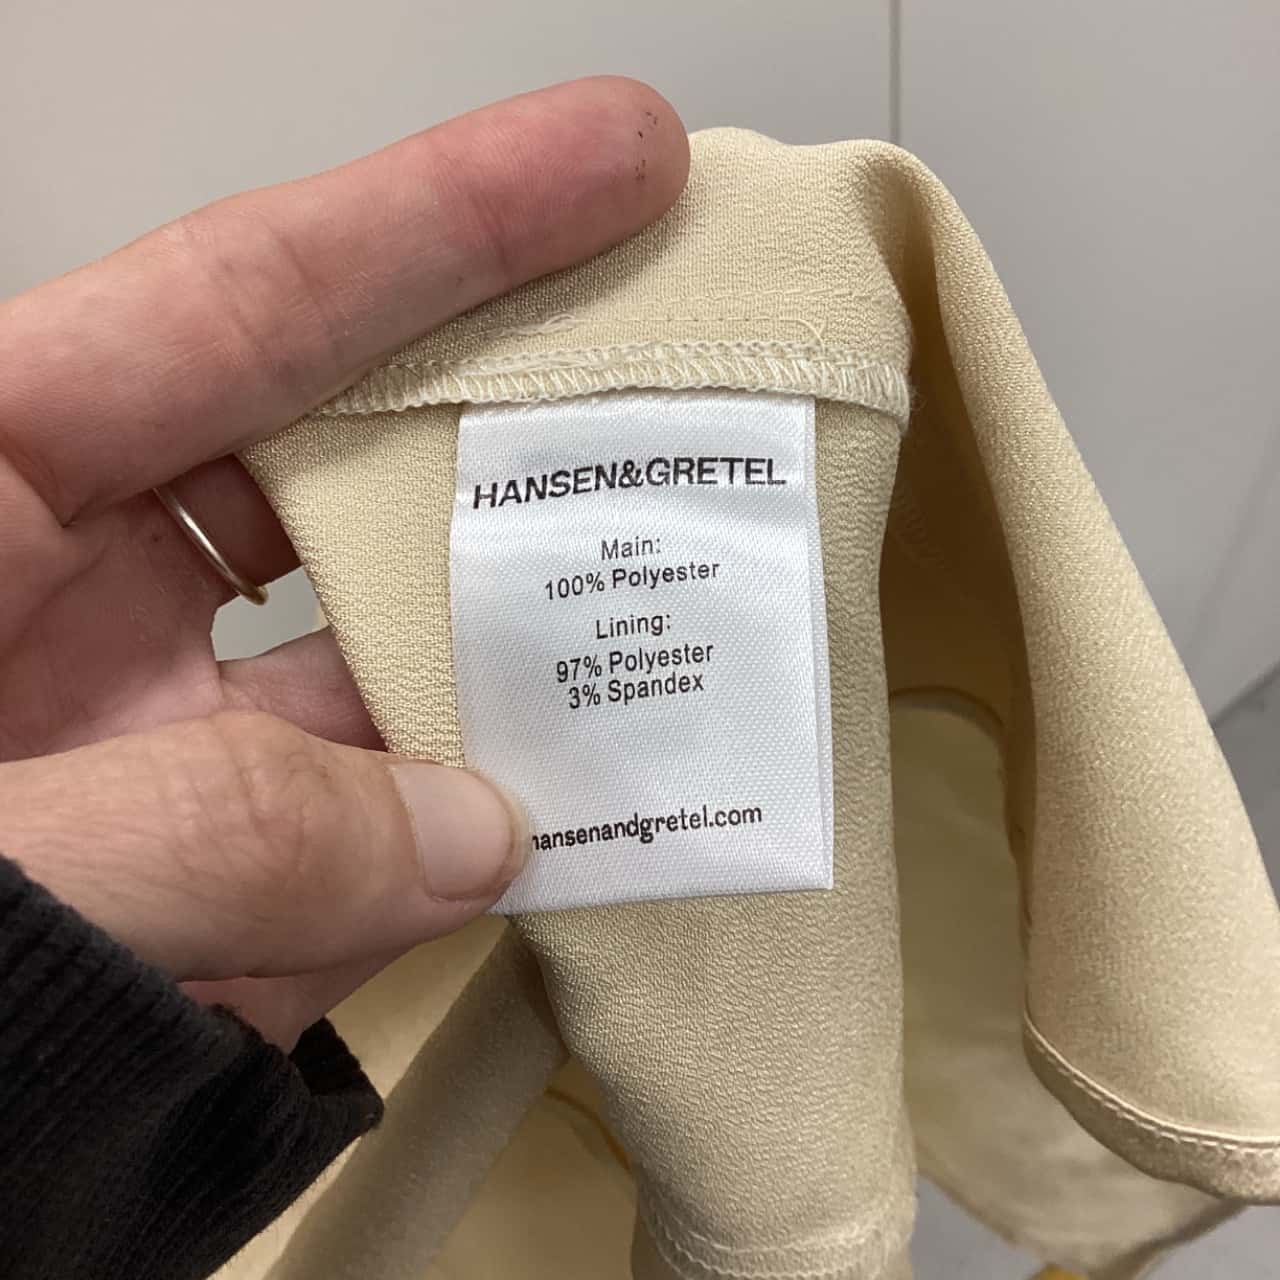 HANSEN&GRETEL
Main:
100% Polyester
Lining:
97% Polyester
3% Spandex
hansenandgretel.com